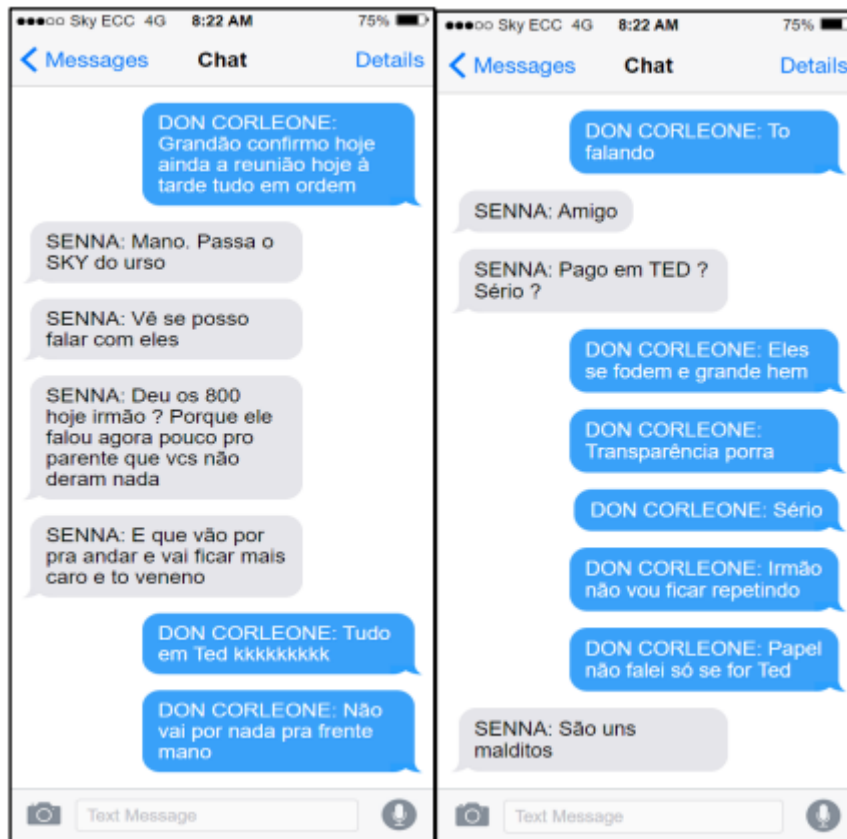 Sky ECC 4G 8:22 AM 75%
Messages Chat Details
DON CORLEONE:
Grandão confirmo hoje
ainda a reunião hoje à
tarde tudo em ordem
SENNA: Mano. Passa o
SKY do urso
SENNA: Vê se posso
falar com eles
SENNA: Deu os 800
hoje irmão ? Porque ele
falou agora pouco pro
parente que vcs não
deram nada
SENNA: E que vão por
pra andar e vai ficar mais
caro e to veneno
DON CORLEONE: Tudo
em Ted kkkkkkkkk
DON CORLEONE: Não
vai por nada pra frente
mano
Text Message
Sky ECC 4G 8:22 AM 75%
Messages Chat Details
DON CORLEONE: To
falando
SENNA: Amigo
SENNA: Pago em TED ?
Sério ?
DON CORLEONE: Eles
se fodem e grande hem
DON CORLEONE:
Transparência porra
DON CORLEONE: Sério
DON CORLEONE: Irmão
não vou ficar repetindo
DON CORLEONE: Papel
não falei só se for Ted
SENNA: São uns
malditos
Text Message